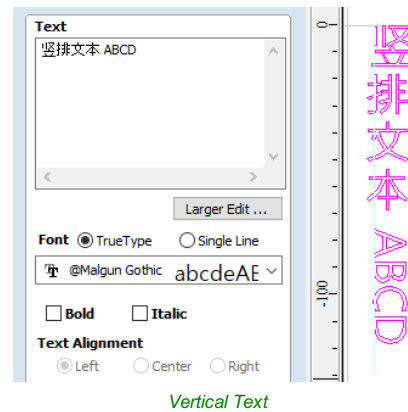 Text
竖排文本 ABCD
Larger Edit ...
Font TrueType Single Line
@Malgun Gothic abcdeAE
Bold Italic
Text Alignment
Left Center Right
0
-100
竖排文本 ABCD
Vertical Text